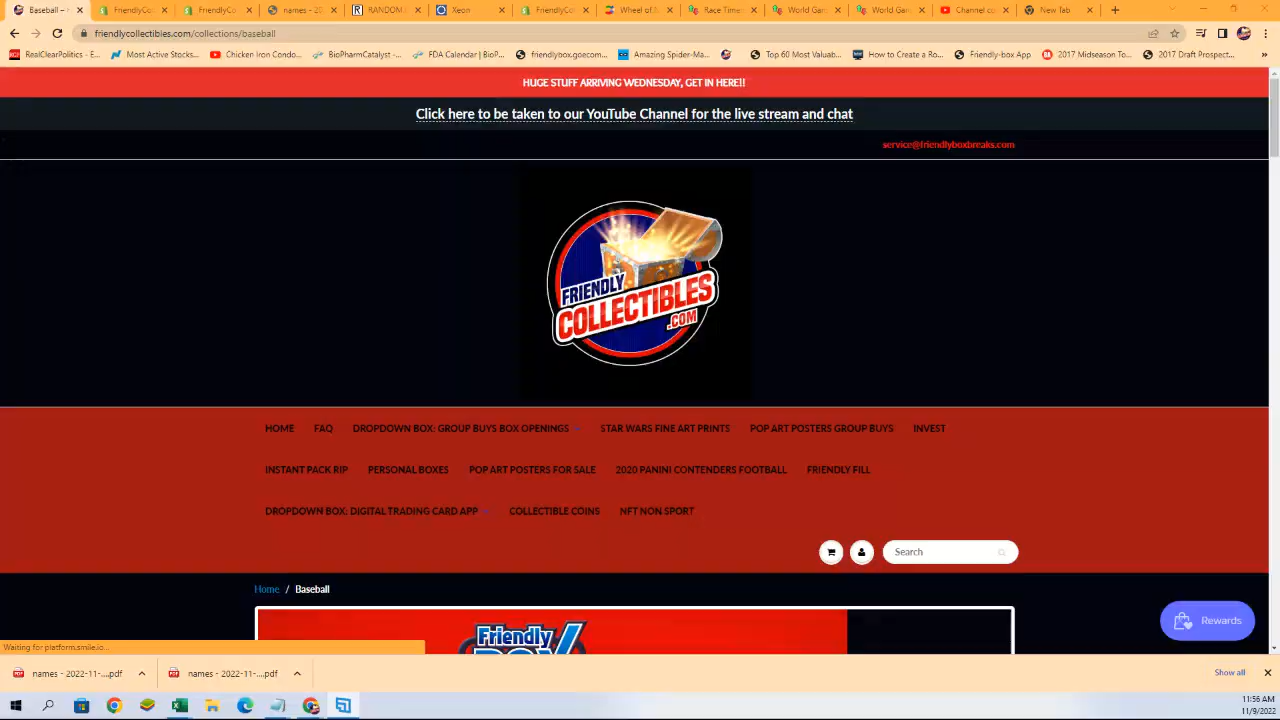 Baseball –
FriendlyCol
FriendlyCol
names - 20
RANDOM
Xeon
FriendlyCol
Wheel of N
Race Timer
World Gam
World Gam
Channel co
New Tab
friendlycollectibles.com/collections/baseball
RealClearPolitics - E...
Most Active Stocks...
Chicken Iron Condo...
BioPharmCatalyst -...
FDA Calendar | BioP...
friendlybox.goecom...
Amazing Spider-Ma...
Top 60 Most Valuab...
How to Create a Ro...
Friendly-box App
2017 Midseason To...
2017 Draft Prospect...
HUGE STUFF ARRIVING WEDNESDAY, GET IN HERE!!
Click here to be taken to our YouTube Channel for the live stream and chat
service@friendlyboxbreaks.com
FRIENDLY
COLLECTIBLES
.COM
HOME FAQ DROPDOWN BOX: GROUP BUYS BOX OPENINGS STAR WARS FINE ART PRINTS POP ART POSTERS GROUP BUYS INVEST
INSTANT PACK RIP PERSONAL BOXES POP ART POSTERS FOR SALE 2020 PANINI CONTENDERS FOOTBALL FRIENDLY FILL
DROPDOWN BOX: DIGITAL TRADING CARD APP COLLECTIBLE COINS NFT NON SPORT
Search
Home / Baseball
Friendly
BOX
Rewards
Waiting for platform.smile.io...
names - 2022-11-....pdf
names - 2022-11-....pdf
Show all
11:56 AM
11/9/2022